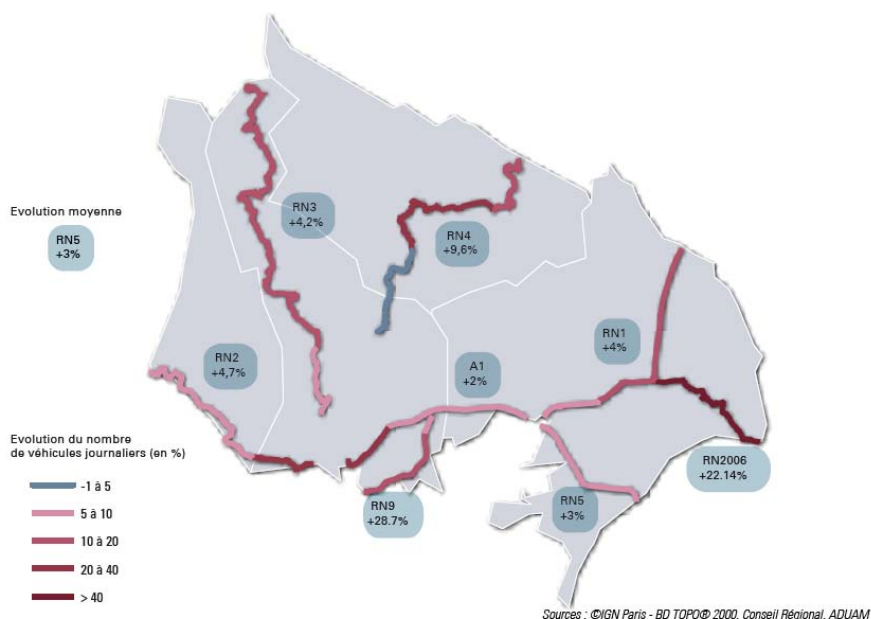 RN3
+4,2%
Evolution moyenne
RN5
+3%
RN4
+9,6%
RN1
+4%
RN2
+4,7%
A1
+2%
Evolution du nombre
de véhicules journaliers (en %)
-1 à 5
5 à 10
10 à 20
20 à 40
> 40
RN2006
+22.14%
RN9
+28.7%
RN5
+3%
Sources : ©IGN Paris - BD TOPO® 2000, Conseil Régional, ADUAM